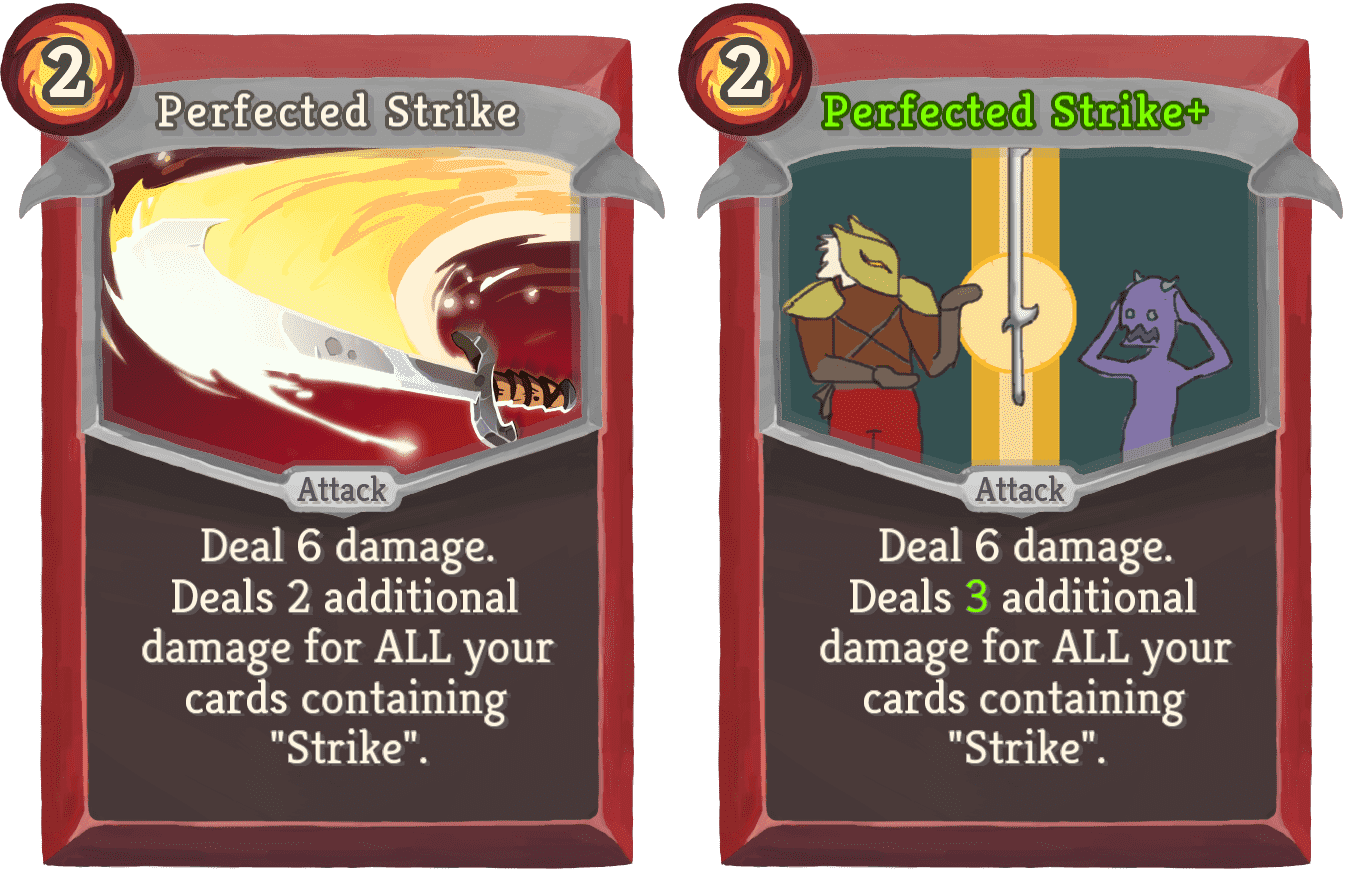 2
Perfected Strike
Attack
Deal 6 damage.
Deals 2 additional
damage for ALL your
cards containing
"Strike".
2
Perfected Strike+
Attack
Deal 6 damage.
Deals 3 additional
damage for ALL your
cards containing
"Strike".